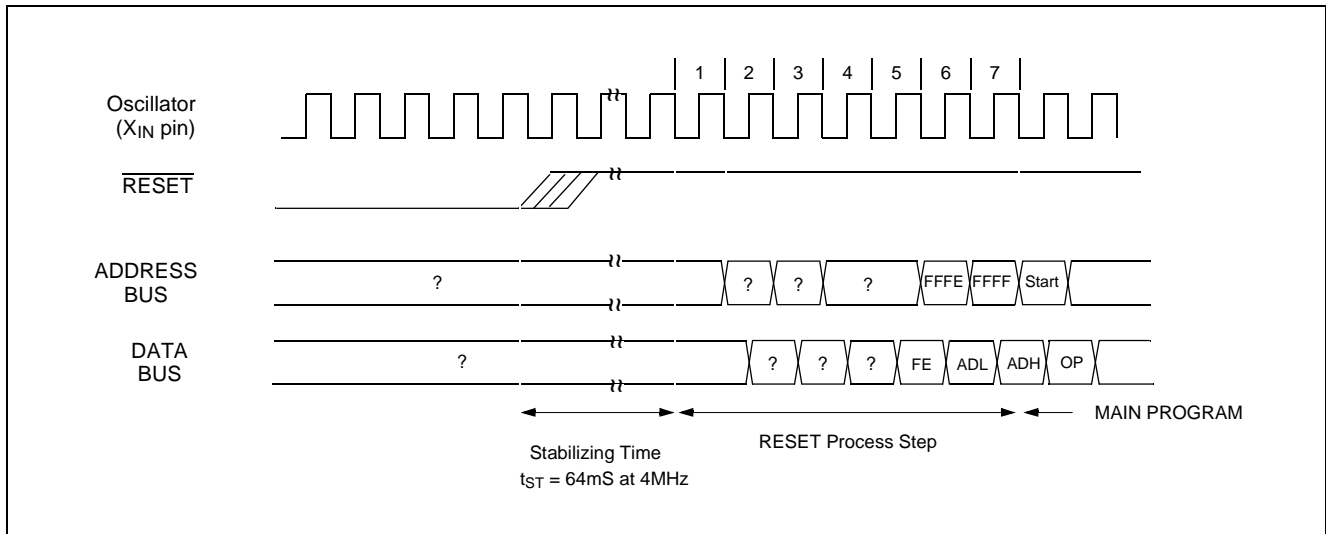 1 2 3 4 5 6 7
Oscillator
(XIN pin)
RESET
ADDRESS
BUS
? ? ? ? FFFE FFFF Start
DATA
BUS
? ? ? ? FE ADL ADH OP
MAIN PROGRAM
Stabilizing Time
tST = 64mS at 4MHz
RESET Process Step